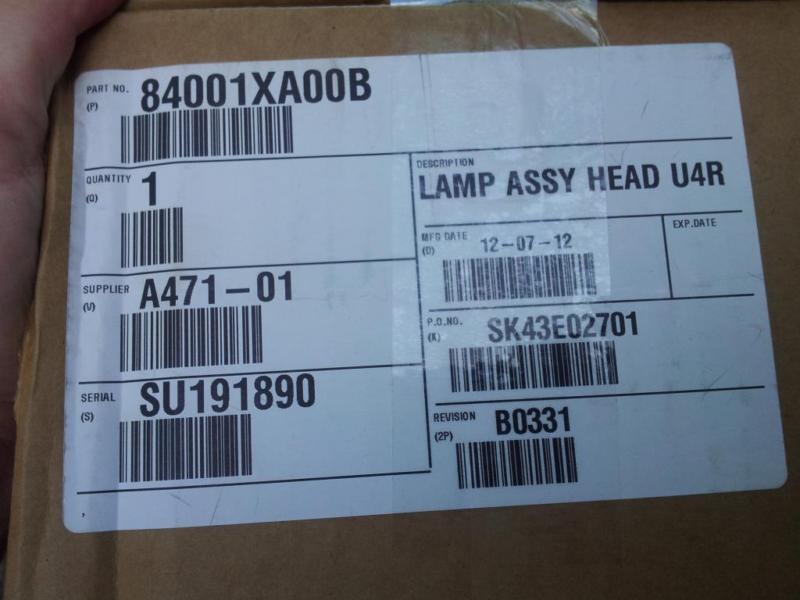 PART NO. 84001XA00B
(P)
QUANTITY 1
(Q)
DESCRIPTION
LAMP ASSY HEAD U4R
MFG DATE 12-07-12
(D)
EXP.DATE
SUPPLIER A471-01
(V)
P.O.NO. SK43E02701
(K)
SERIAL SU191890
(S)
REVISION B0331
(2P)